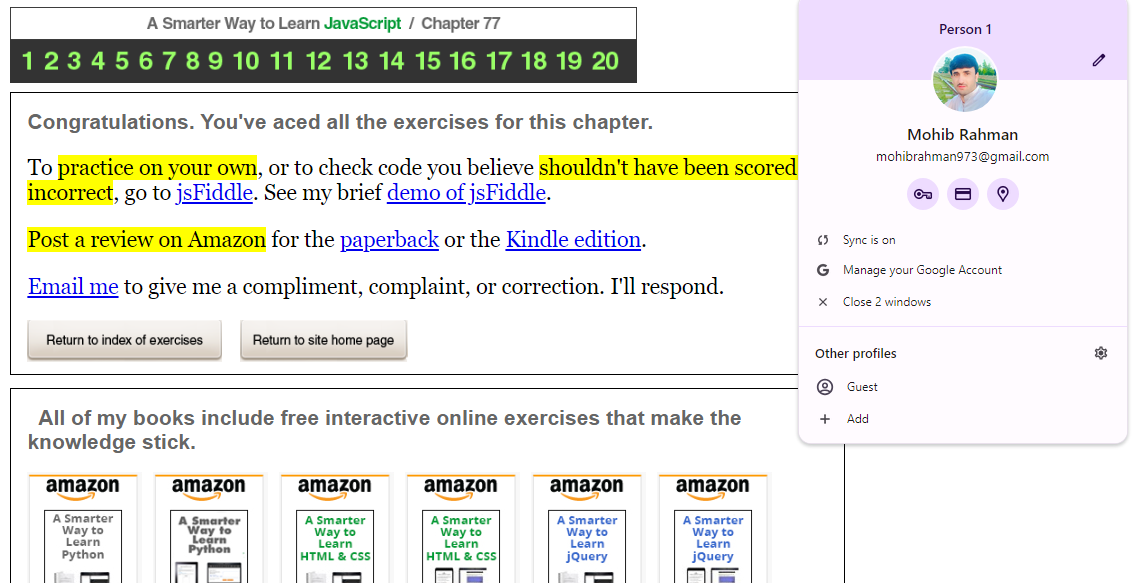 A Smarter Way to Learn JavaScript / Chapter 77
1 2 3 4 5 6 7 8 9 10 11 12 13 14 15 16 17 18 19 20
Congratulations. You've aced all the exercises for this chapter.
To practice on your own, or to check code you believe shouldn't have been scored
incorrect, go to jsFiddle. See my brief demo of jsFiddle.
Post a review on Amazon for the paperback or the Kindle edition.
Email me to give me a compliment, complaint, or correction. I'll respond.
Return to index of exercises
Return to site home page
All of my books include free interactive online exercises that make the
knowledge stick.
amazon
A Smarter
Way to
Learn
Python
amazon
A Smarter
Way to
Learn
Python
amazon
A Smarter
Way to
Learn
HTML & CSS
amazon
A Smarter
Way to
Learn
HTML & CSS
amazon
A Smarter
Way to
Learn
jQuery
amazon
A Smarter
Way to
Learn
jQuery
Person 1
Mohib Rahman
mohibrahman973@gmail.com
Sync is on
Manage your Google Account
Close 2 windows
Other profiles
Guest
Add